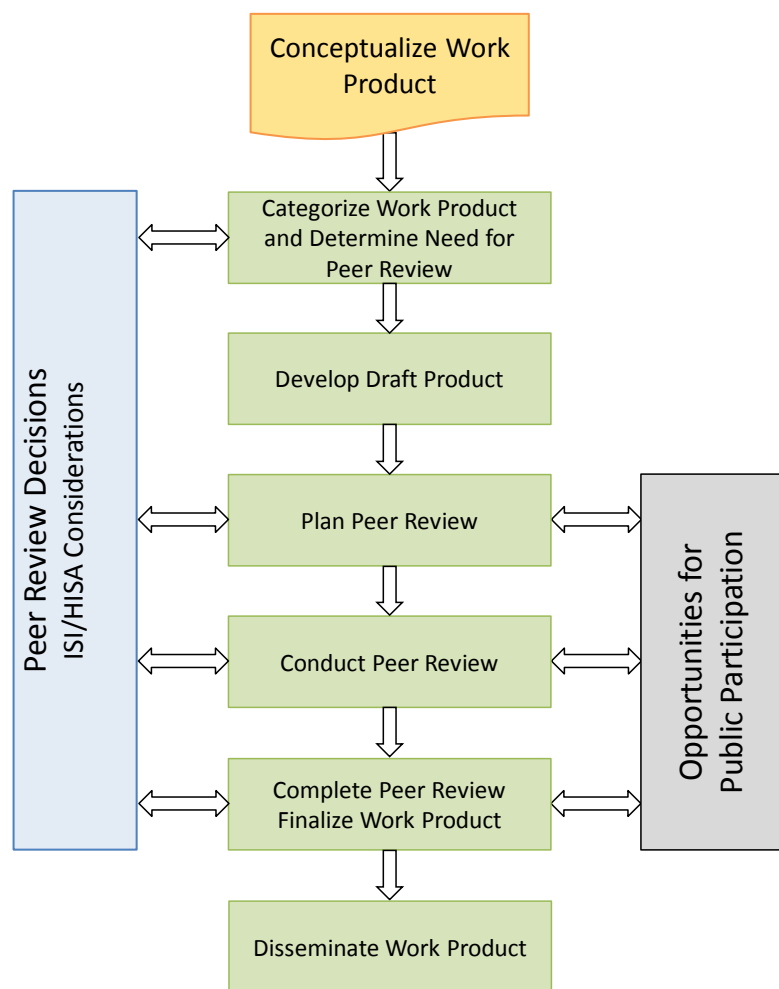 Conceptualize Work
Product
Categorize Work Product
and Determine Need for
Peer Review
Develop Draft Product
Plan Peer Review
Conduct Peer Review
Complete Peer Review
Finalize Work Product
Disseminate Work Product
Peer Review Decisions
ISI/HISA Considerations
Opportunities for
Public Participation